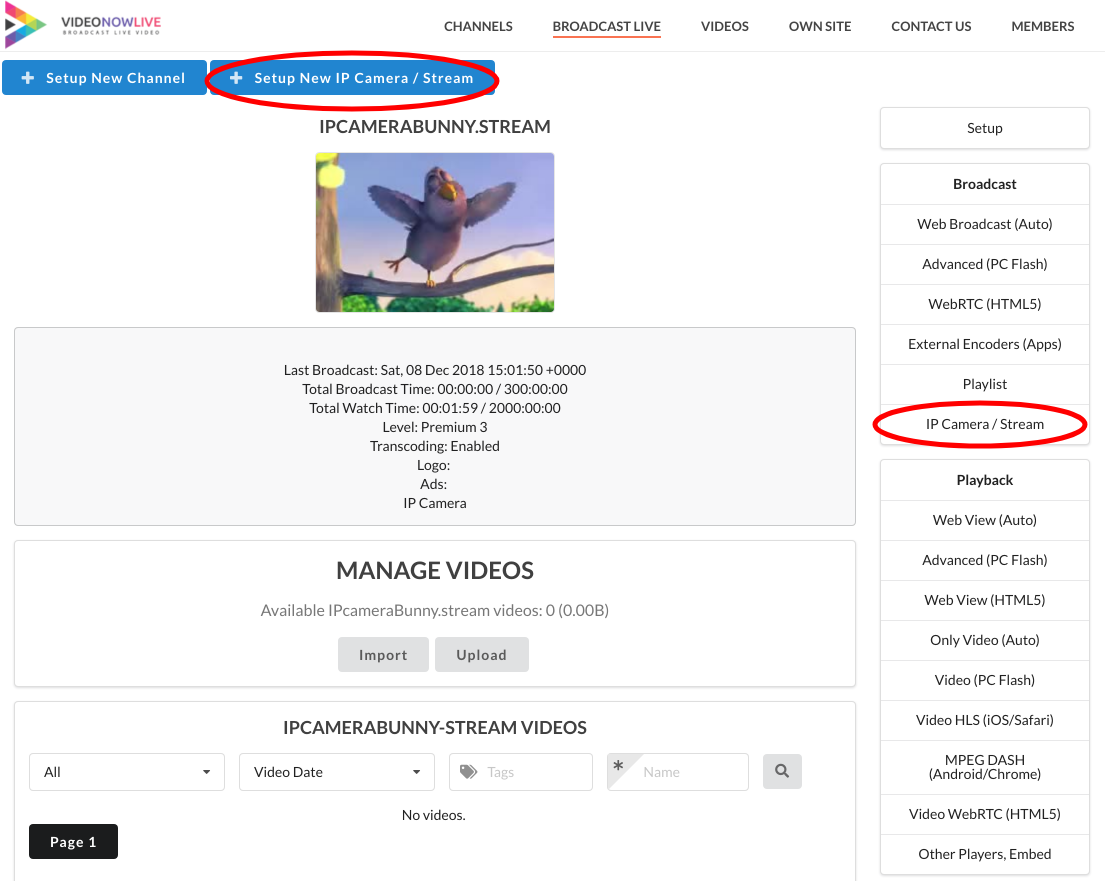 VIDEONOWLIVE
BROADCAST LIVE VIDEO
CHANNELS
BROADCAST LIVE
VIDEOS
OWN SITE
CONTACT US
MEMBERS
Setup New Channel
Setup New IP Camera / Stream
IPCAMERABUNNY.STREAM
Last Broadcast: Sat, 08 Dec 2018 15:01:50 +0000
Total Broadcast Time: 00:00:00 / 300:00:00
Total Watch Time: 00:01:59 / 2000:00:00
Level: Premium 3
Transcoding: Enabled
Logo:
Ads:
IP Camera
MANAGE VIDEOS
Available IPcameraBunny.stream videos: 0 (0.00B)
Import
Upload
IPCAMERABUNNY-STREAM VIDEOS
All
Video Date
Tags
* Name
No videos.
Page 1
Setup
Broadcast
Web Broadcast (Auto)
Advanced (PC Flash)
WebRTC (HTML5)
External Encoders (Apps)
Playlist
IP Camera / Stream
Playback
Web View (Auto)
Advanced (PC Flash)
Web View (HTML5)
Only Video (Auto)
Video (PC Flash)
Video HLS (iOS/Safari)
MPEG DASH
(Android/Chrome)
Video WebRTC (HTML5)
Other Players, Embed